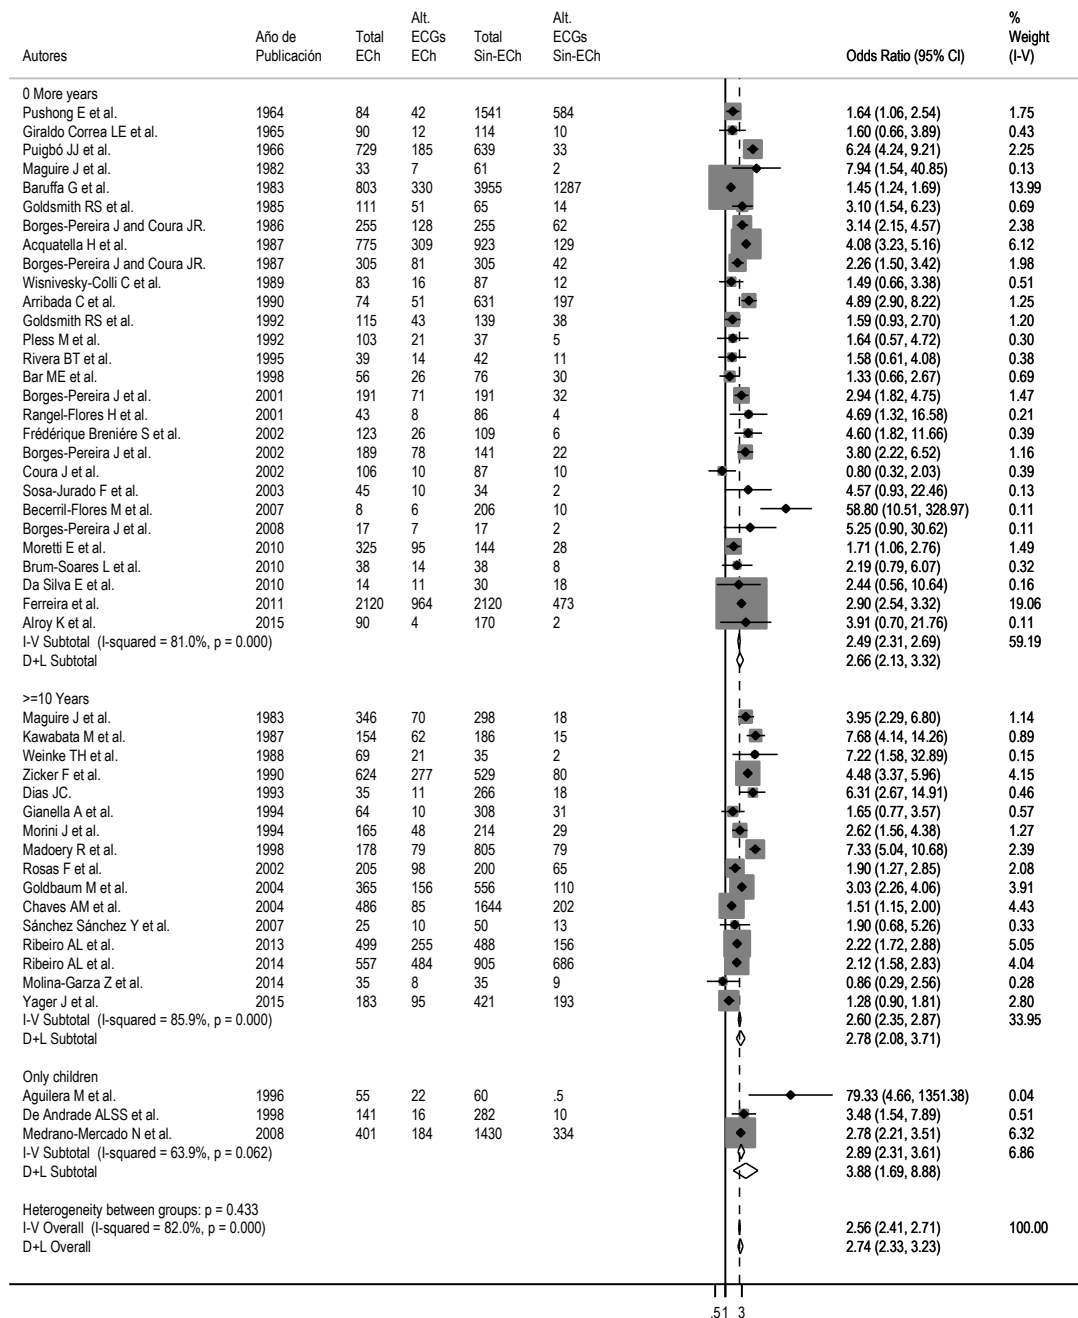 Autores Año de Publicación Total ECh Alt. ECGs ECh Total Sin-ECh Alt. ECGs Sin-ECh Odds Ratio (95% CI) % Weight (I-V)
0 More years
Pushong E et al. 1964 84 42 1541 584 1.64 (1.06, 2.54) 1.75
Giraldo Correa LE et al. 1965 90 12 114 10 1.60 (0.66, 3.89) 0.43
Puigbó JJ et al. 1966 729 185 639 33 6.24 (4.24, 9.21) 2.25
Maguire J et al. 1982 33 7 61 2 7.94 (1.54, 40.85) 0.13
Baruffa G et al. 1983 803 330 3955 1287 1.45 (1.24, 1.69) 13.99
Goldsmith RS et al. 1985 111 51 65 14 3.10 (1.54, 6.23) 0.69
Borges-Pereira J and Coura JR. 1986 255 128 255 62 3.14 (2.15, 4.57) 2.38
Acquatella H et al. 1987 775 309 923 129 4.08 (3.23, 5.16) 6.12
Borges-Pereira J and Coura JR. 1987 305 81 305 42 2.26 (1.50, 3.42) 1.98
Wisnivesky-Colli C et al. 1989 83 16 87 12 1.49 (0.66, 3.38) 0.51
Arribada C et al. 1990 74 51 631 197 4.89 (2.90, 8.22) 1.25
Goldsmith RS et al. 1992 115 43 139 38 1.59 (0.93, 2.70) 1.20
Pless M et al. 1992 103 21 37 5 1.64 (0.57, 4.72) 0.30
Rivera BT et al. 1995 39 14 42 11 1.58 (0.61, 4.08) 0.38
Bar ME et al. 1998 56 26 76 30 1.33 (0.66, 2.67) 0.69
Borges-Pereira J et al. 2001 191 71 191 32 2.94 (1.82, 4.75) 1.47
Rangel-Flores H et al. 2001 43 8 86 4 4.69 (1.32, 16.58) 0.21
Frédérique Breniére S et al. 2002 123 26 109 6 4.60 (1.82, 11.66) 0.39
Borges-Pereira J et al. 2002 189 78 141 22 3.80 (2.22, 6.52) 1.16
Coura J et al. 2002 106 10 87 10 0.80 (0.32, 2.03) 0.39
Sosa-Jurado F et al. 2003 45 10 34 2 4.57 (0.93, 22.46) 0.13
Becerril-Flores M et al. 2007 8 6 206 10 58.80 (10.51, 328.97) 0.11
Borges-Pereira J et al. 2008 17 7 17 2 5.25 (0.90, 30.62) 0.11
Moretti E et al. 2010 325 95 144 28 1.71 (1.06, 2.76) 1.49
Brum-Soares L et al. 2010 38 14 38 8 2.19 (0.79, 6.07) 0.32
Da Silva E et al. 2010 14 11 30 18 2.44 (0.56, 10.64) 0.16
Ferreira et al. 2011 2120 964 2120 473 2.90 (2.54, 3.32) 19.06
Alroy K et al. 2015 90 4 170 2 3.91 (0.70, 21.76) 0.11
I-V Subtotal (I-squared = 81.0%, p = 0.000) 2.49 (2.31, 2.69) 59.19
D+L Subtotal 2.66 (2.13, 3.32)
>=10 Years
Maguire J et al. 1983 346 70 298 18 3.95 (2.29, 6.80) 1.14
Kawabata M et al. 1987 154 62 186 15 7.68 (4.14, 14.26) 0.89
Weinke TH et al. 1988 69 21 35 2 7.22 (1.58, 32.89) 0.15
Zicker F et al. 1990 624 277 529 80 4.48 (3.37, 5.96) 4.15
Dias JC. 1993 35 11 266 18 6.31 (2.67, 14.91) 0.46
Gianella A et al. 1994 64 10 308 31 1.65 (0.77, 3.57) 0.57
Morini J et al. 1994 165 48 214 29 2.62 (1.56, 4.38) 1.27
Madoery R et al. 1998 178 79 805 79 7.33 (5.04, 10.68) 2.39
Rosas F et al. 2002 205 98 200 65 1.90 (1.27, 2.85) 2.08
Goldbaum M et al. 2004 365 156 556 110 3.03 (2.26, 4.06) 3.91
Chaves AM et al. 2004 486 85 1644 202 1.51 (1.15, 2.00) 4.43
Sánchez Sánchez Y et al. 2007 25 10 50 13 1.90 (0.68, 5.26) 0.33
Ribeiro AL et al. 2013 499 255 488 156 2.22 (1.72, 2.88) 5.05
Ribeiro AL et al. 2014 557 484 905 686 2.12 (1.58, 2.83) 4.04
Molina-Garza Z et al. 2014 35 8 35 9 0.86 (0.29, 2.56) 0.28
Yager J et al. 2015 183 95 421 193 1.28 (0.90, 1.81) 2.80
I-V Subtotal (I-squared = 85.9%, p = 0.000) 2.60 (2.35, 2.87) 33.95
D+L Subtotal 2.78 (2.08, 3.71)
Only children
Aguilera M et al. 1996 55 22 60 .5 79.33 (4.66, 1351.38) 0.04
De Andrade ALSS et al. 1998 141 16 282 10 3.48 (1.54, 7.89) 0.51
Medrano-Mercado N et al. 2008 401 184 1430 334 2.78 (2.21, 3.51) 6.32
I-V Subtotal (I-squared = 63.9%, p = 0.062) 2.89 (2.31, 3.61) 6.86
D+L Subtotal 3.88 (1.69, 8.88)
Heterogeneity between groups: p = 0.433
I-V Overall (I-squared = 82.0%, p = 0.000) 2.56 (2.41, 2.71) 100.00
D+L Overall 2.74 (2.33, 3.23)
.5 1 3